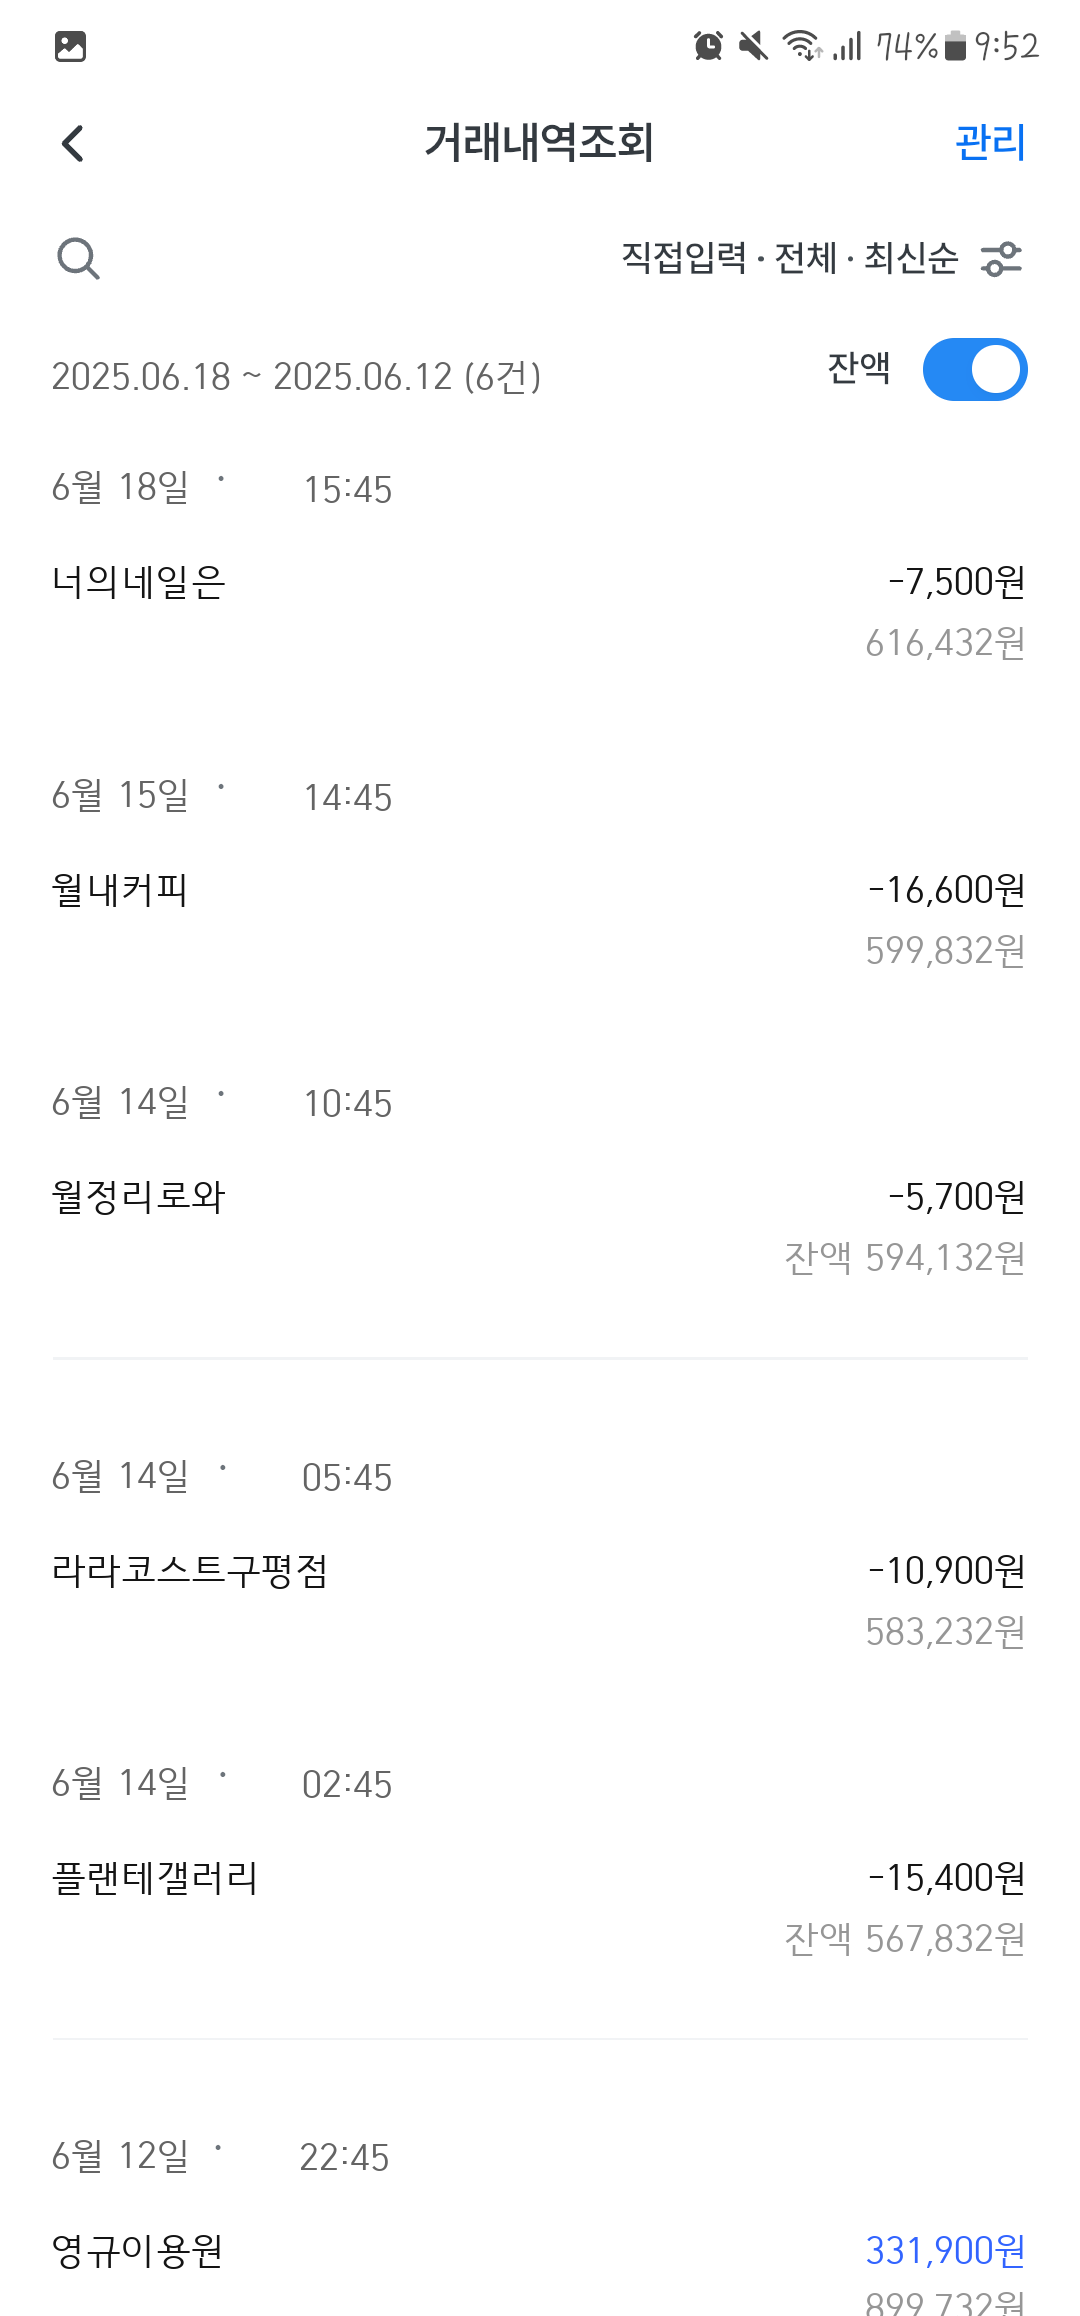 74% 9:52
거래내역조회 관리
직접입력 · 전체 · 최신순
2025.06.18 ~ 2025.06.12 (6건) 잔액
6월 18일 · 15:45
너의네일은 -7,500원
616,432원
6월 15일 · 14:45
월내커피 -16,600원
599,832원
6월 14일 · 10:45
월정리로와 -5,700원
잔액 594,132원
6월 14일 · 05:45
라라코스트구평점 -10,900원
583,232원
6월 14일 · 02:45
플랜테갤러리 -15,400원
잔액 567,832원
6월 12일 · 22:45
영규이용원 331,900원
899,732원